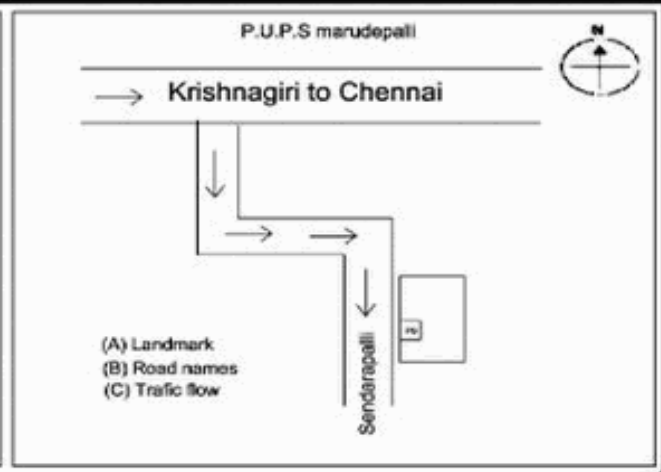 P.U.P.S marudepalli
N
Krishnagiri to Chennai
Sendarapalli
(A) Landmark
(B) Road names
(C) Trafic flow